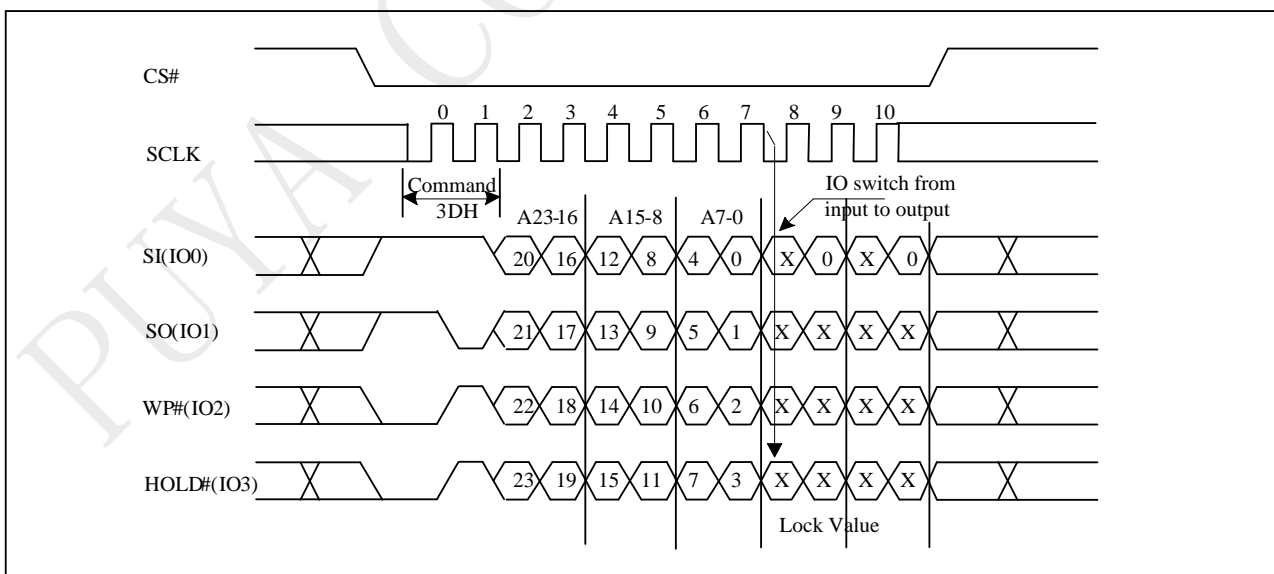 PUYA C
CS#
0 1 2 3 4 5 6 7 8 9 10
SCLK
Command
3DH
IO switch from
input to output
A23-16 A15-8 A7-0
SI(IO0)
20 16 12 8 4 0 X 0 X 0
SO(IO1)
21 17 13 9 5 1 X X X X
WP#(IO2)
22 18 14 10 6 2 X X X X
HOLD#(IO3)
23 19 15 11 7 3 X X X X
Lock Value